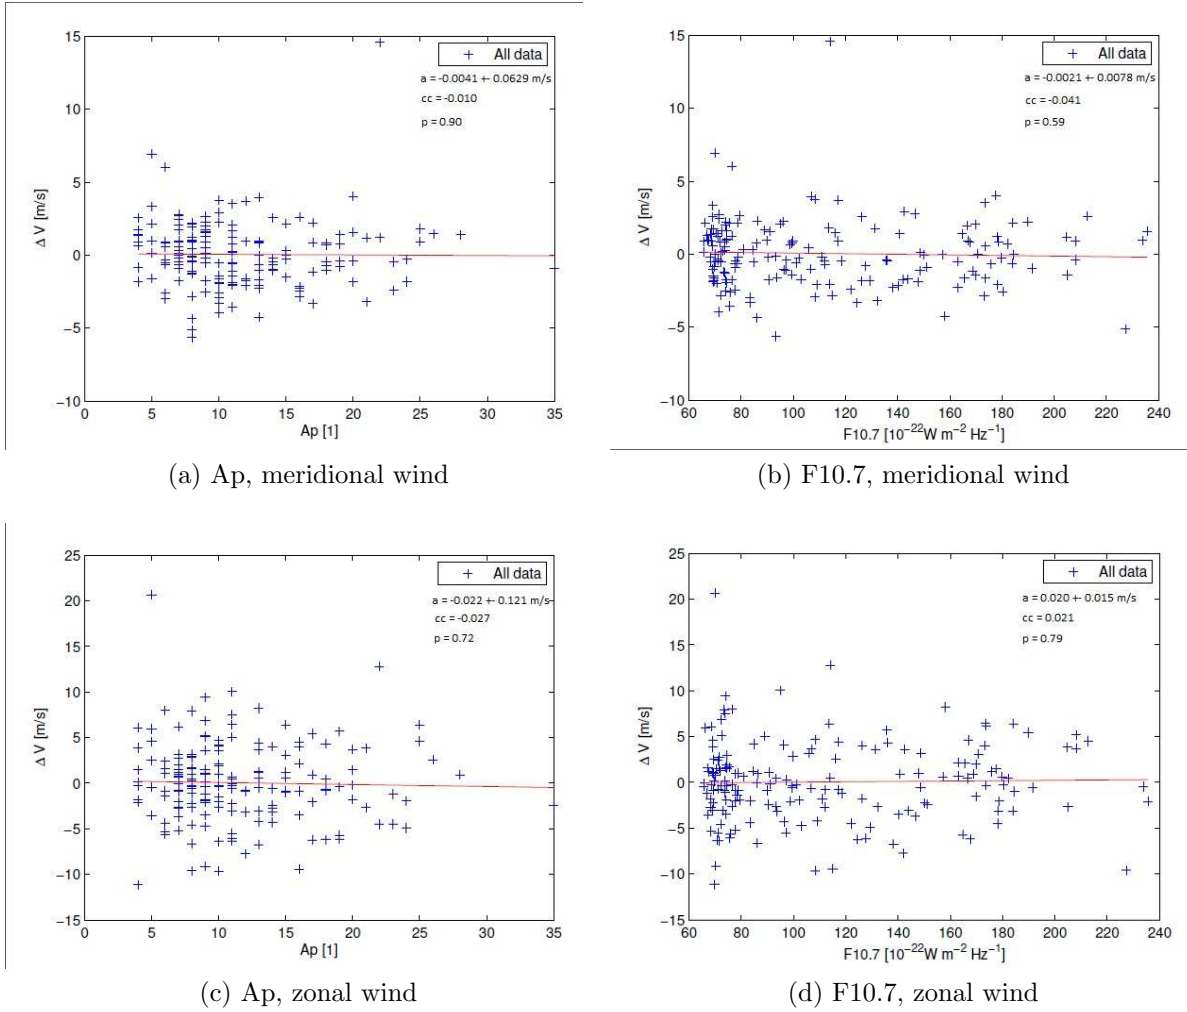 15
10
5
0
−5
−10
Δ V [m/s]
All data
a = -0.0041 +- 0.0629 m/s
cc = -0.010
p = 0.90
0 5 10 15 20 25 30 35
Ap [1]
(a) Ap, meridional wind
15
10
5
0
−5
−10
Δ V [m/s]
All data
a = -0.0021 +- 0.0078 m/s
cc = -0.041
p = 0.59
60 80 100 120 140 160 180 200 220 240
F10.7 [10⁻²²W m⁻² Hz⁻¹]
(b) F10.7, meridional wind
25
20
15
10
5
0
−5
−10
−15
Δ V [m/s]
All data
a = -0.022 +- 0.121 m/s
cc = -0.027
p = 0.72
0 5 10 15 20 25 30 35
Ap [1]
(c) Ap, zonal wind
25
20
15
10
5
0
−5
−10
−15
Δ V [m/s]
All data
a = 0.020 +- 0.015 m/s
cc = 0.021
p = 0.79
60 80 100 120 140 160 180 200 220 240
F10.7 [10⁻²²W m⁻² Hz⁻¹]
(d) F10.7, zonal wind